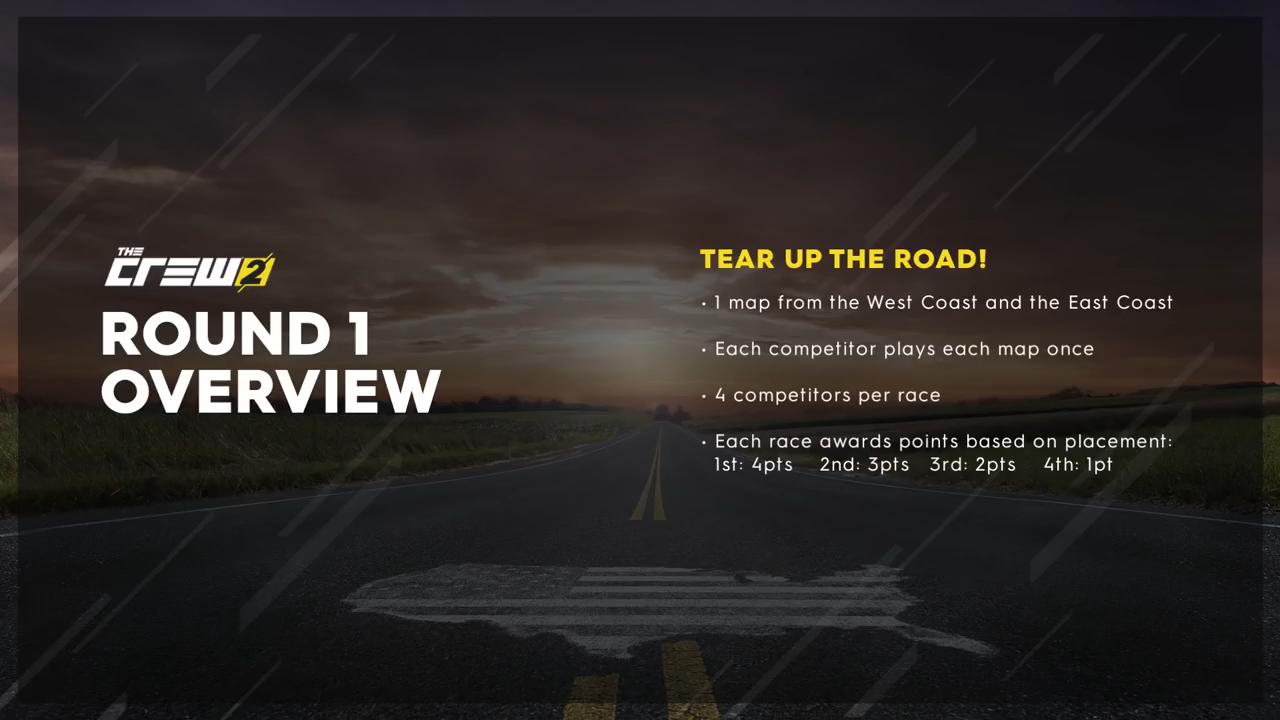 THE
CREW2
ROUND 1
OVERVIEW
TEAR UP THE ROAD!
· 1 map from the West Coast and the East Coast
· Each competitor plays each map once
· 4 competitors per race
· Each race awards points based on placement:
1st: 4pts 2nd: 3pts 3rd: 2pts 4th: 1pt